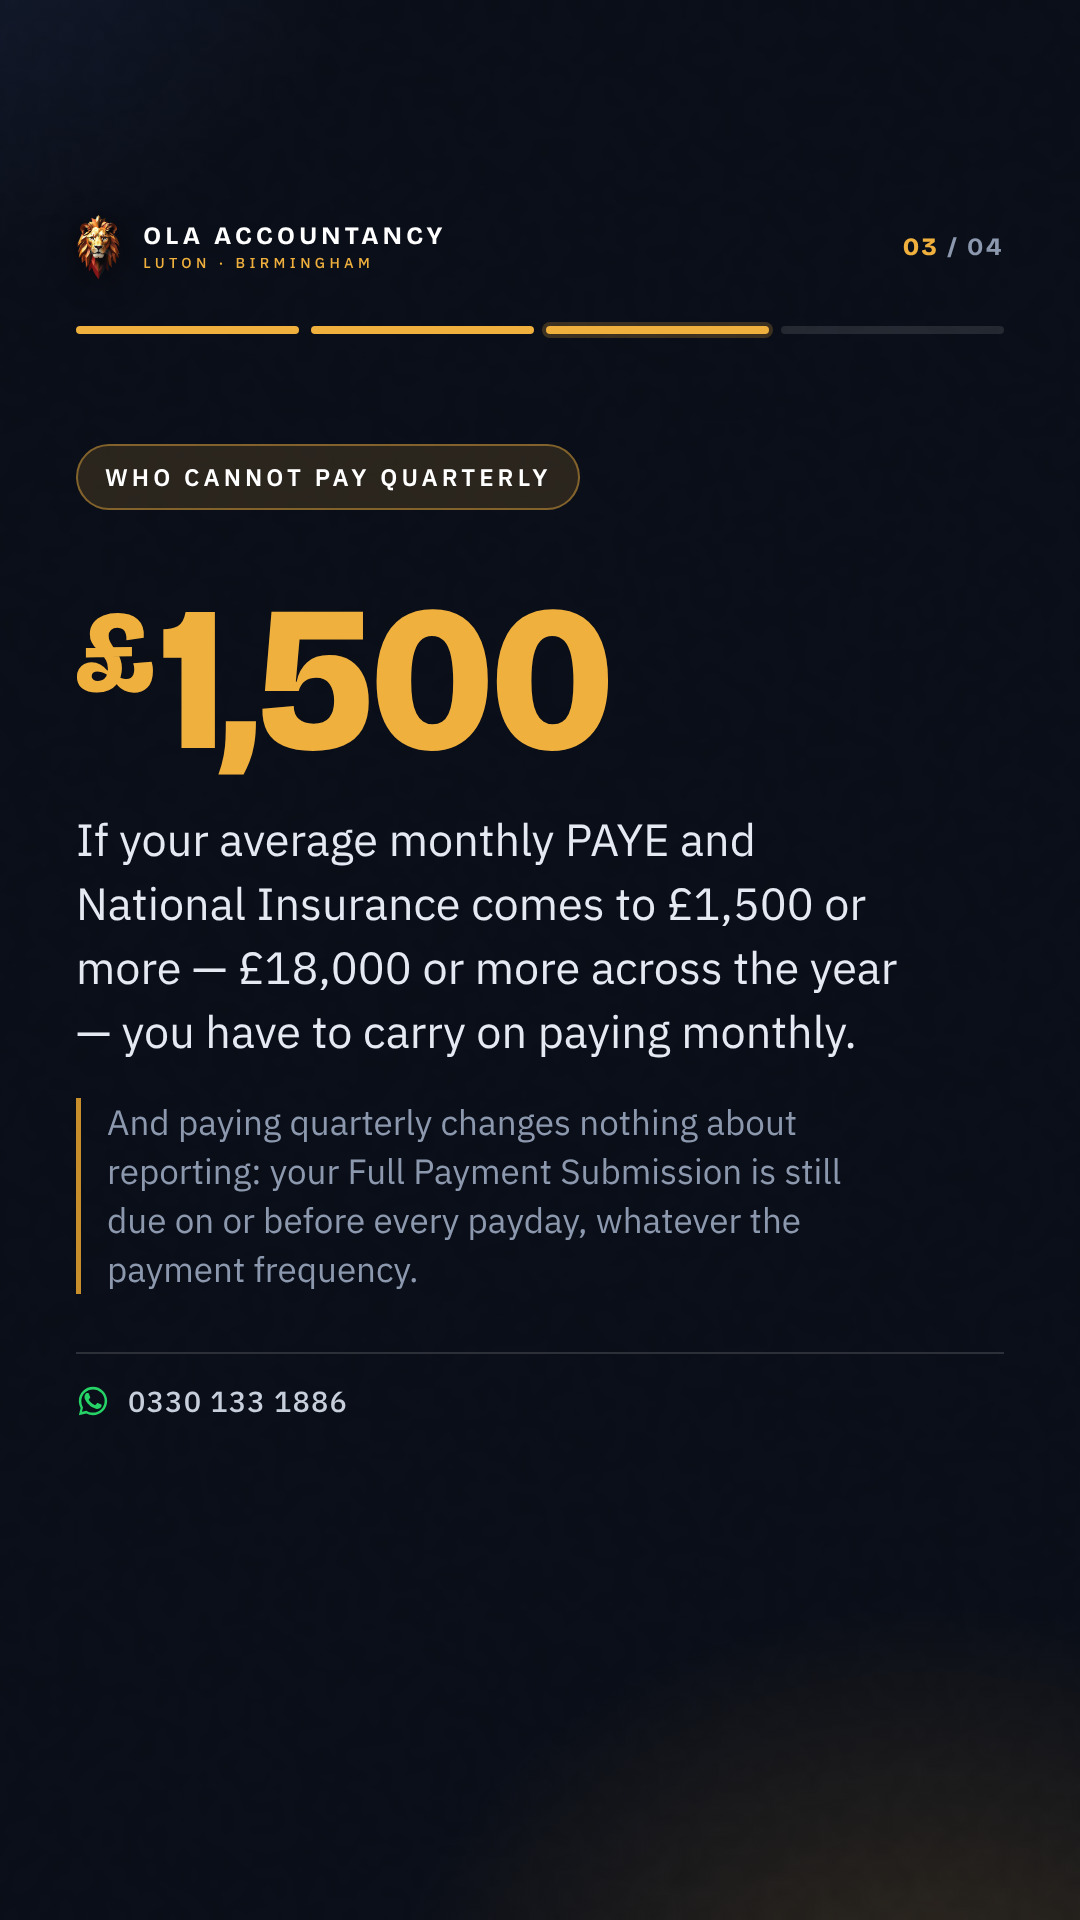 OLA ACCOUNTANCY
LUTON · BIRMINGHAM
03 / 04
WHO CANNOT PAY QUARTERLY
£1,500
If your average monthly PAYE and
National Insurance comes to £1,500 or
more — £18,000 or more across the year
— you have to carry on paying monthly.
And paying quarterly changes nothing about
reporting: your Full Payment Submission is still
due on or before every payday, whatever the
payment frequency.
0330 133 1886